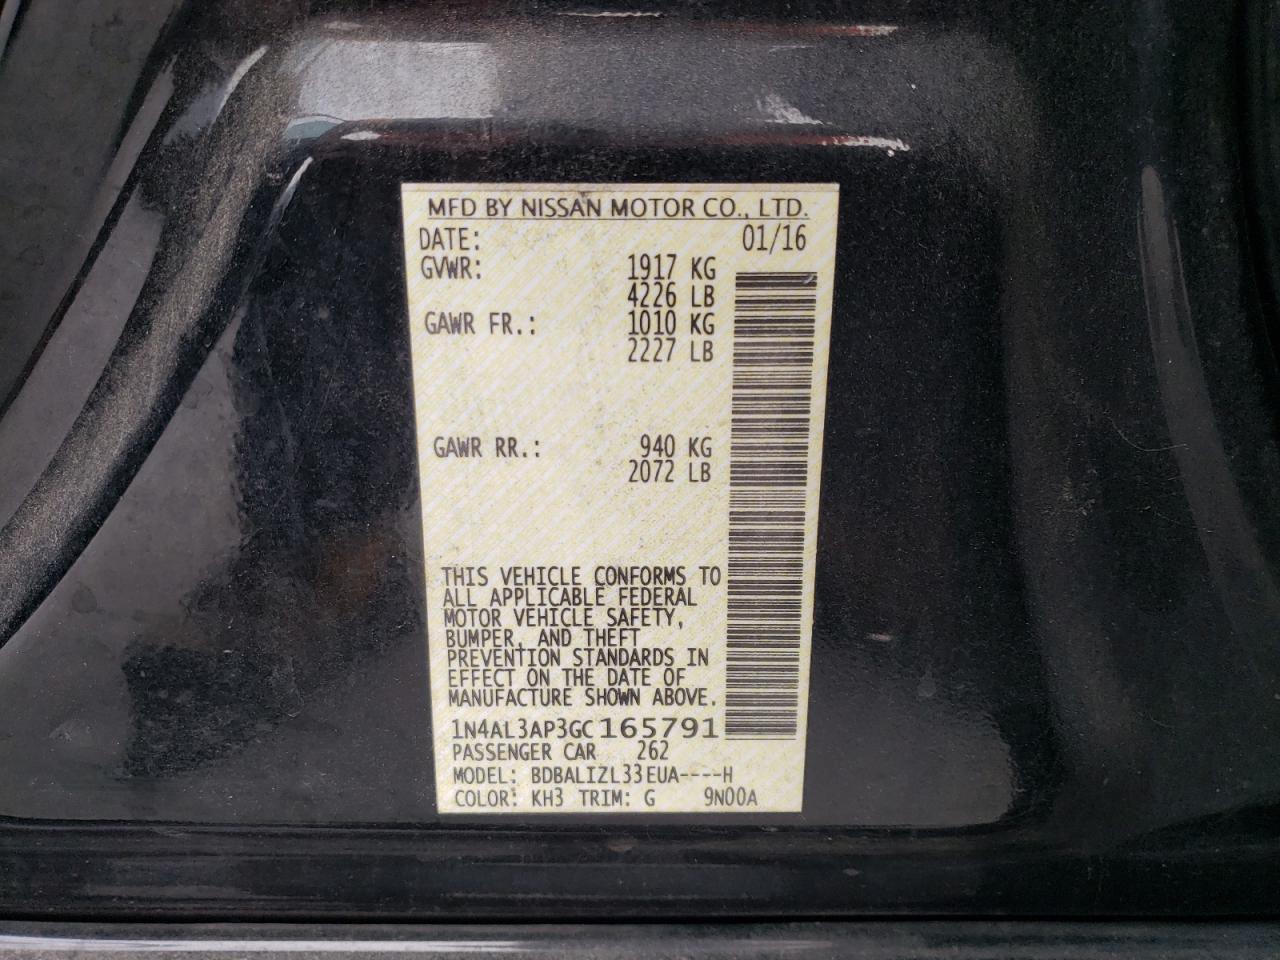 MFD BY NISSAN MOTOR CO., LTD.
DATE: 01/16
GVWR: 1917 KG
4226 LB
GAWR FR.: 1010 KG
2227 LB
GAWR RR.: 940 KG
2072 LB
THIS VEHICLE CONFORMS TO
ALL APPLICABLE FEDERAL
MOTOR VEHICLE SAFETY,
BUMPER, AND THEFT
PREVENTION STANDARDS IN
EFFECT ON THE DATE OF
MANUFACTURE SHOWN ABOVE.
1N4AL3AP3GC165791
PASSENGER CAR 262
MODEL: BDBALIZL33EUA----H
COLOR: KH3 TRIM: G 9N00A